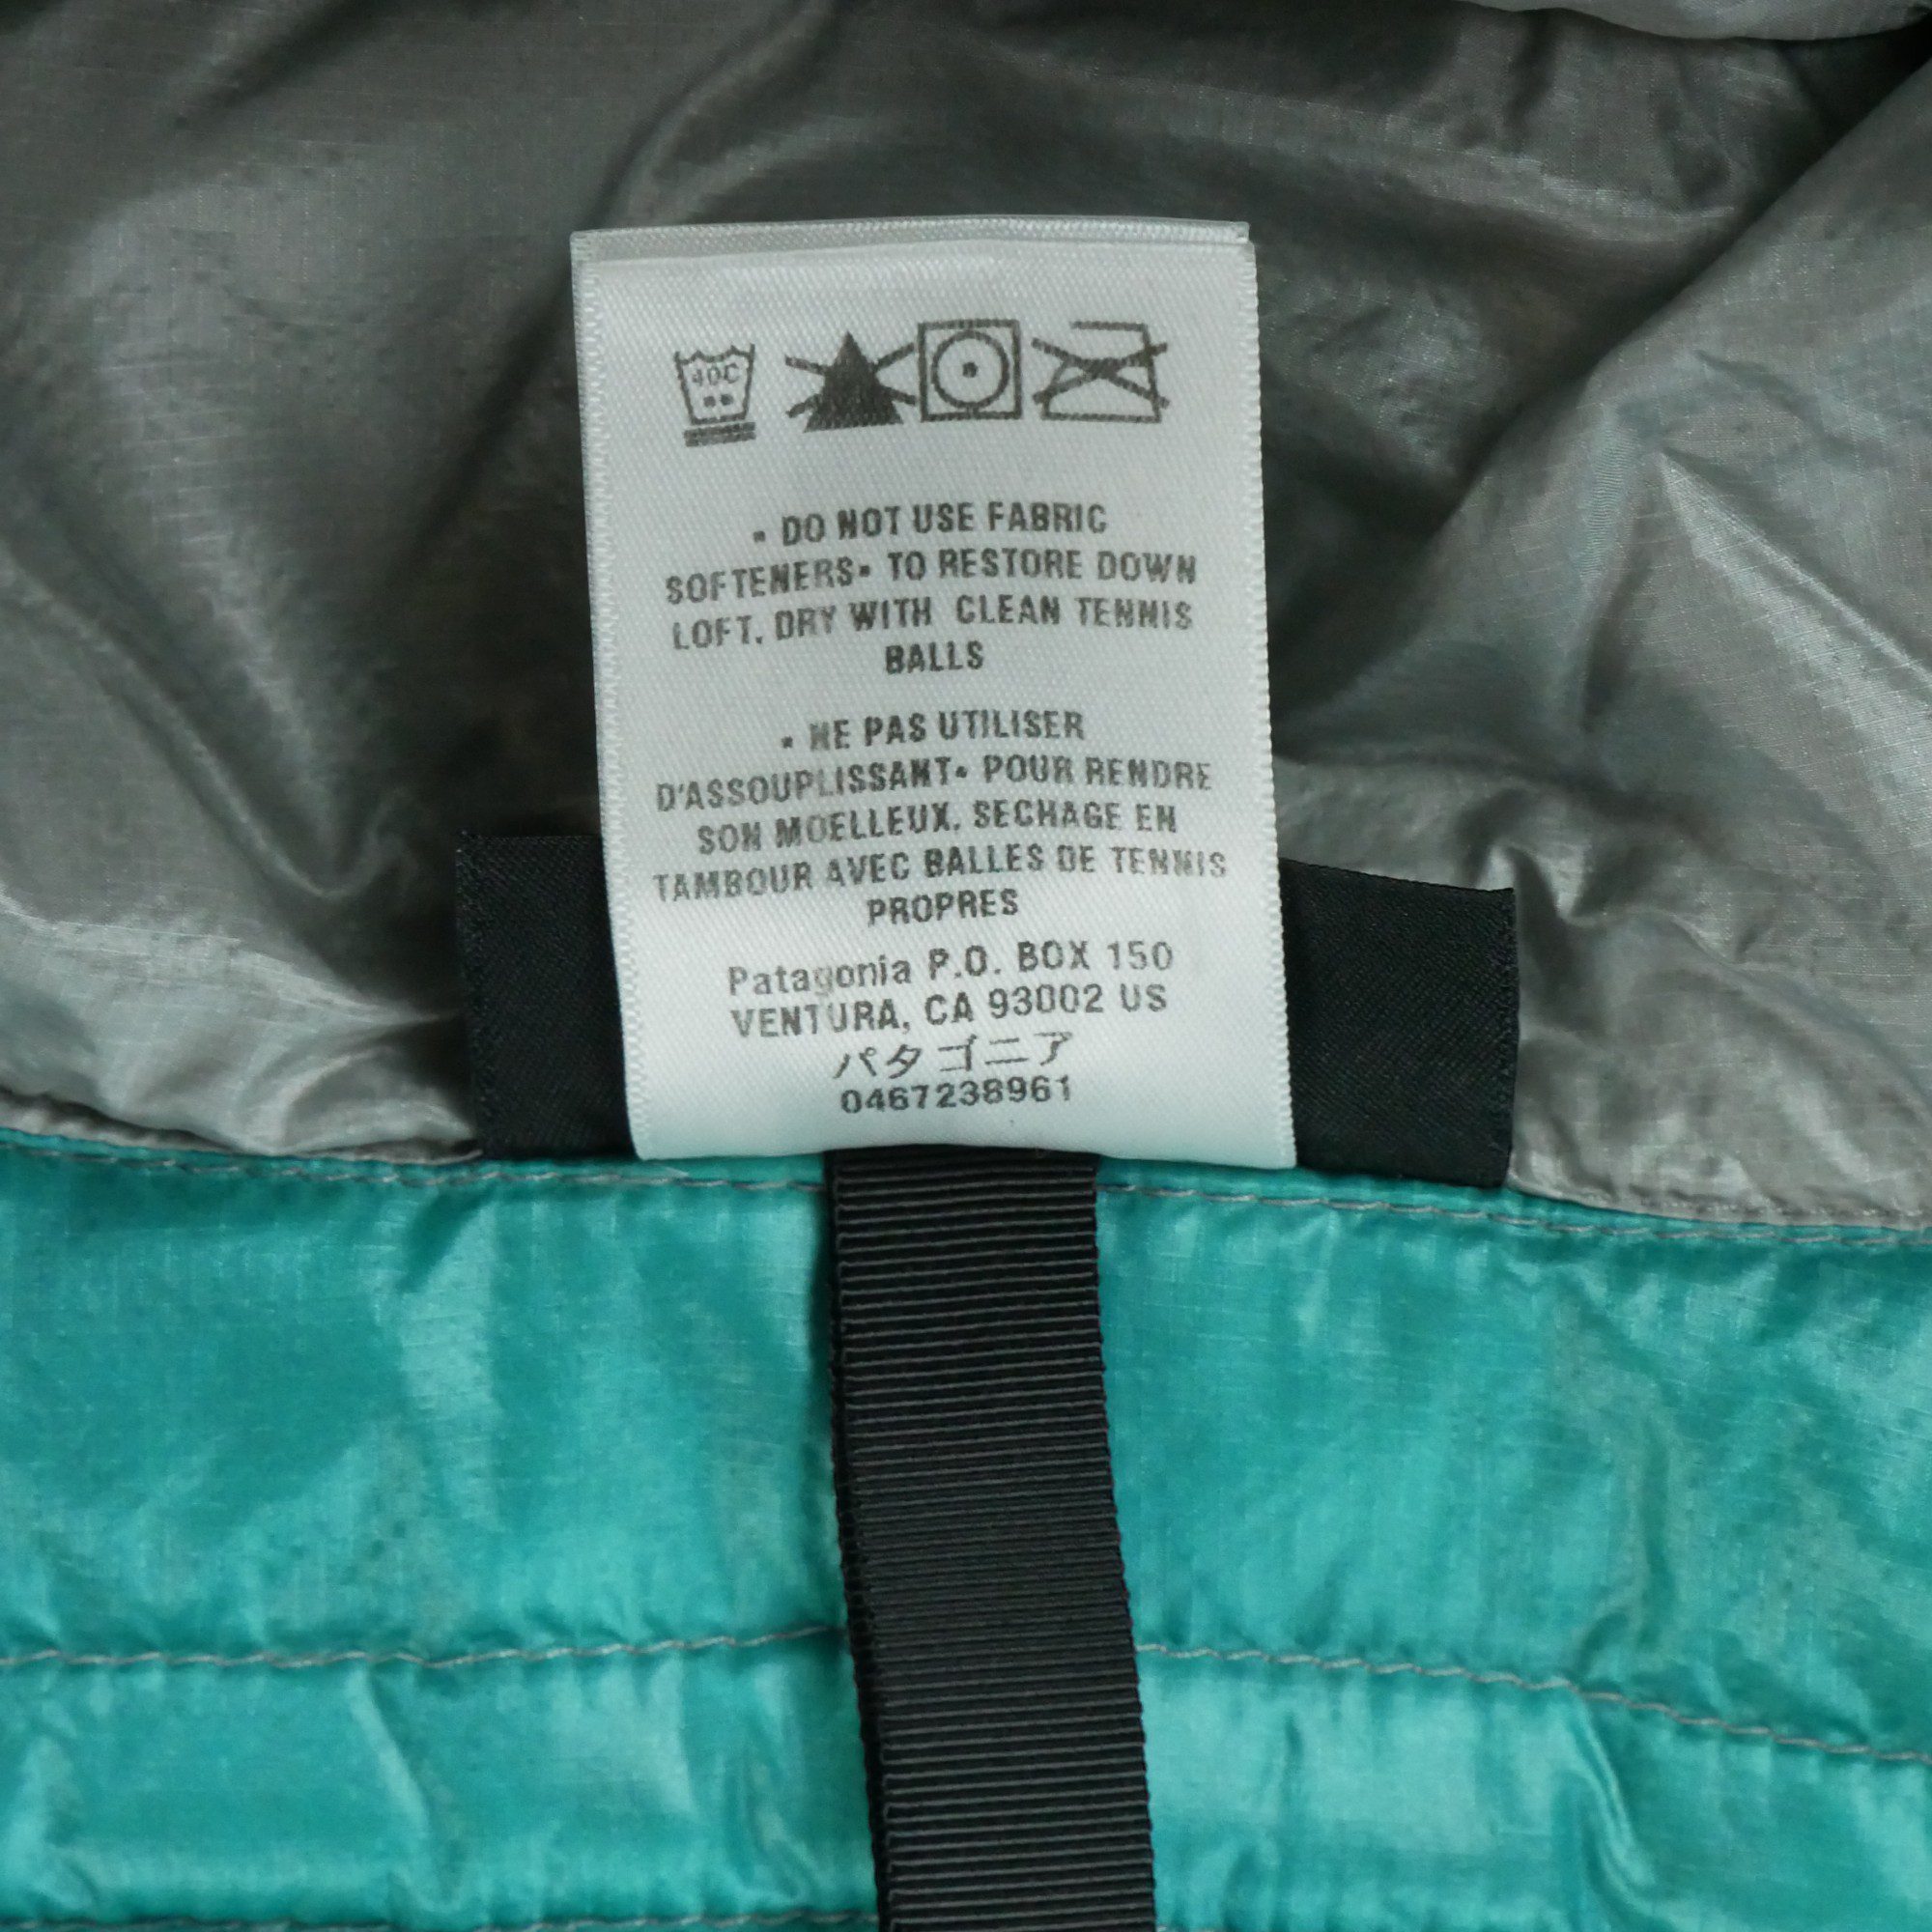 40C
• DO NOT USE FABRIC
SOFTENERS• TO RESTORE DOWN
LOFT, DRY WITH CLEAN TENNIS
BALLS
• NE PAS UTILISER
D'ASSOUPLISSANT• POUR RENDRE
SON MOELLEUX, SECHAGE EN
TAMBOUR AVEC BALLES DE TENNIS
PROPRES
Patagonia P.O. BOX 150
VENTURA, CA 93002 US
パタゴニア
0467238961